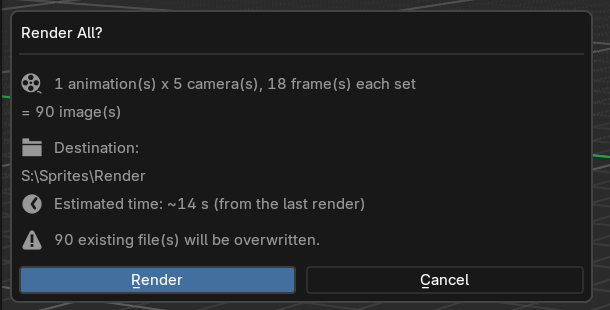 Render All?
1 animation(s) x 5 camera(s), 18 frame(s) each set
= 90 image(s)
Destination:
S:\Sprites\Render
Estimated time: ~14 s (from the last render)
90 existing file(s) will be overwritten.
Render
Cancel